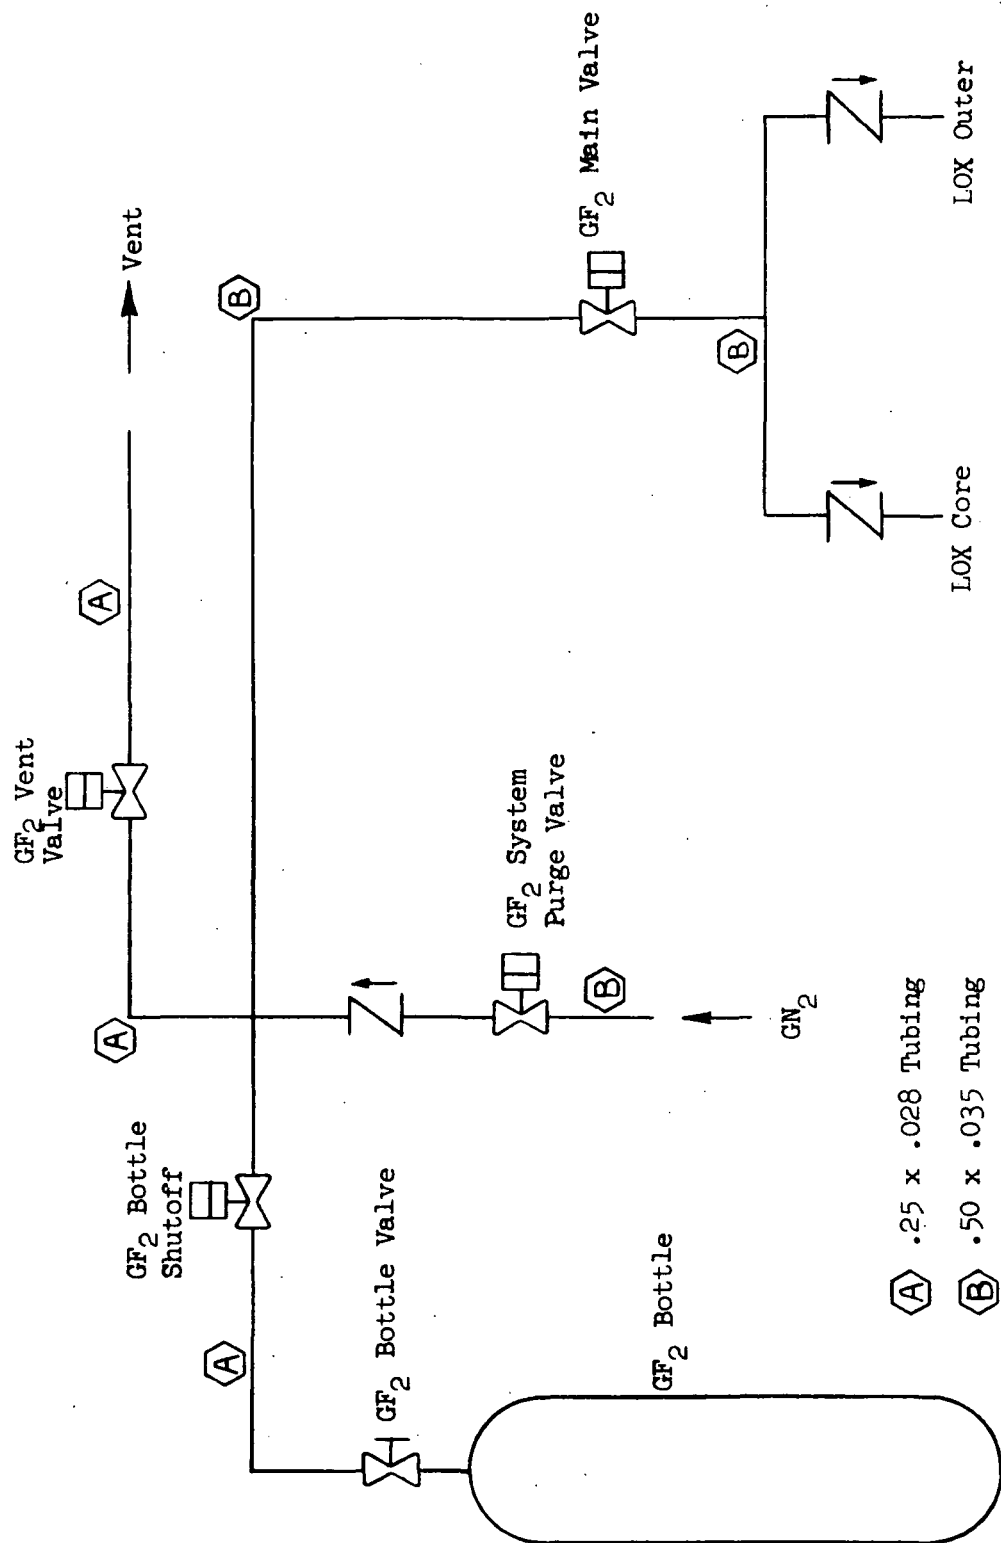 GF2 Vent
Valve
Vent
A
A
B
GF2 Bottle
Shutoff
A
GF2 Main Valve
B
GF2 System
Purge Valve
B
GN2
GF2 Bottle Valve
GF2 Bottle
LOX Core
LOX Outer
A .25 x .028 Tubing
B .50 x .035 Tubing